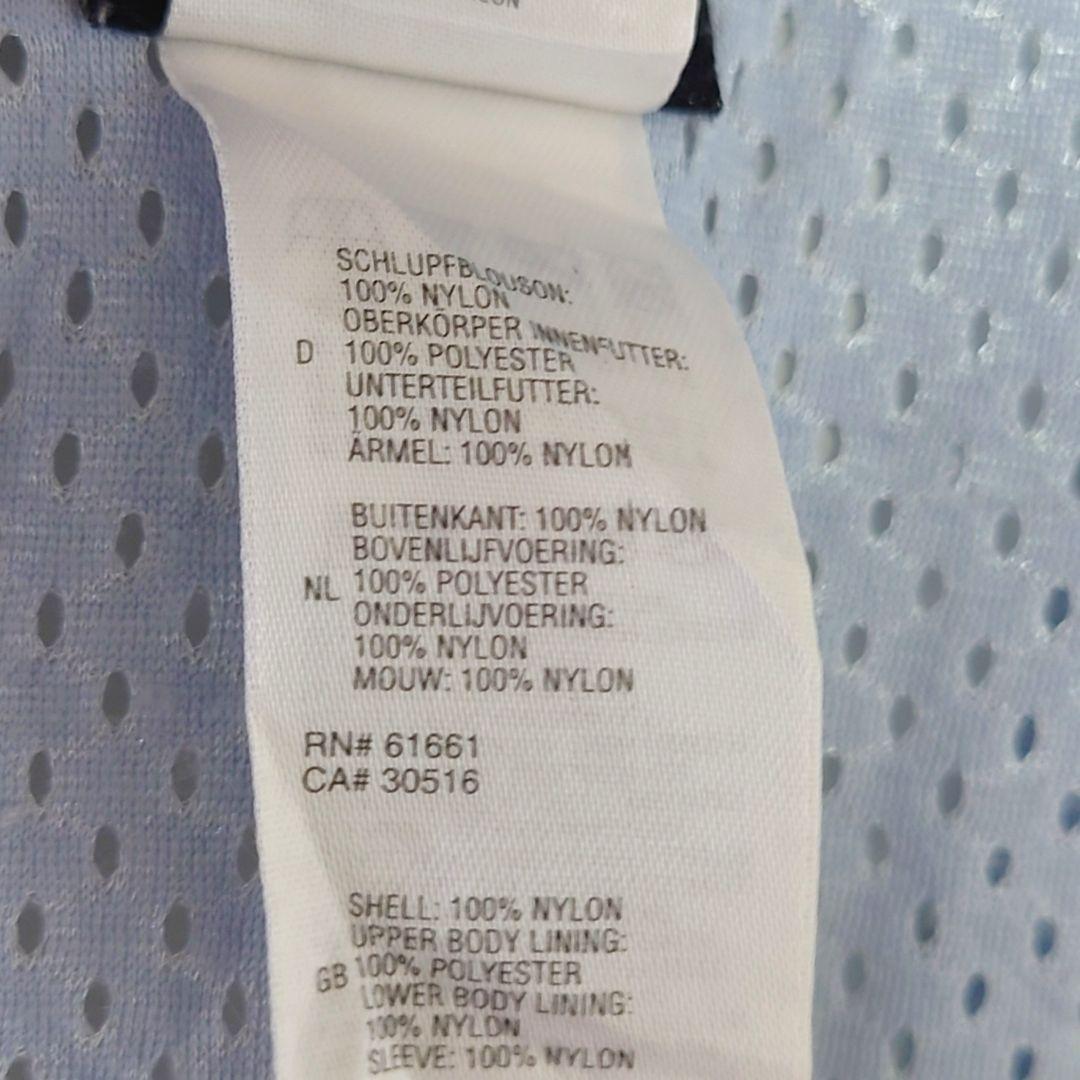 SCHLUPFBLOUSON:
100% NYLON
OBERKÖRPER INNENFUTTER:
D 100% POLYESTER
UNTERTEILFUTTER:
100% NYLON
ÄRMEL: 100% NYLON
BUITENKANT: 100% NYLON
BOVENLIJFVOERING:
NL 100% POLYESTER
ONDERLIJVOERING:
100% NYLON
MOUW: 100% NYLON
RN# 61661
CA# 30516
SHELL: 100% NYLON
UPPER BODY LINING:
GB 100% POLYESTER
LOWER BODY LINING:
100% NYLON
SLEEVE: 100% NYLON